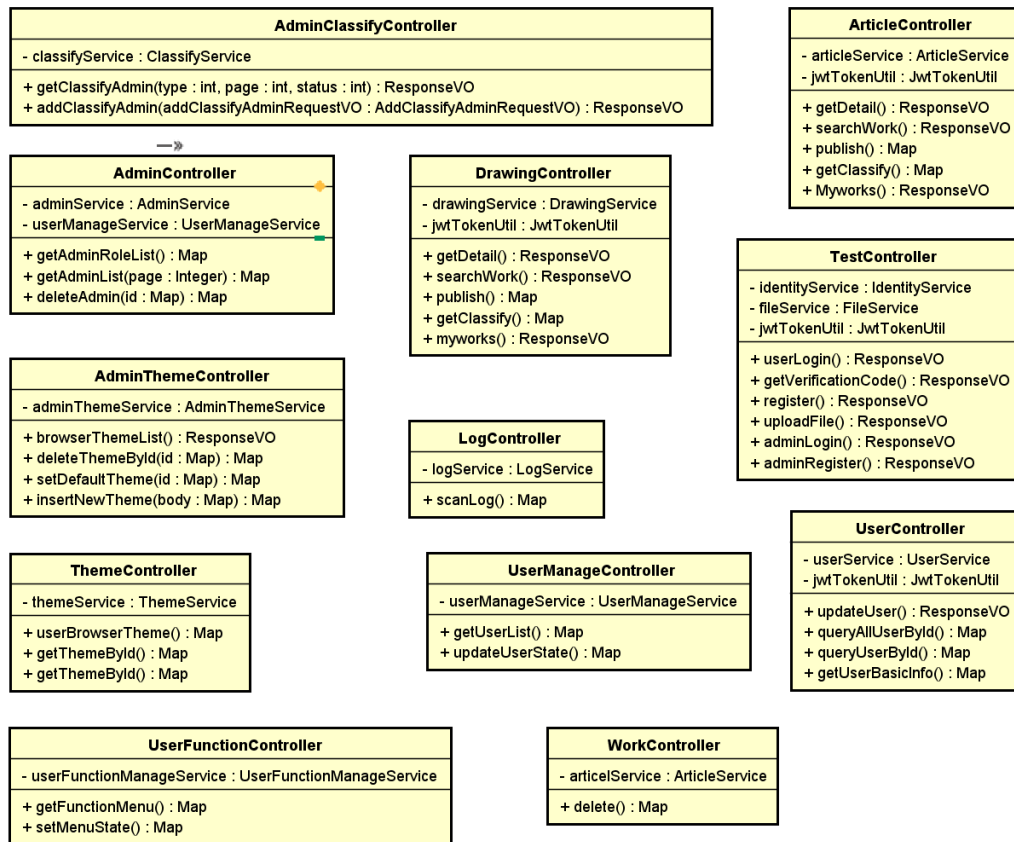 AdminClassifyController
- classifyService : ClassifyService
+ getClassifyAdmin(type : int, page : int, status : int) : ResponseVO
+ addClassifyAdmin(addClassifyAdminRequestVO : AddClassifyAdminRequestVO) : ResponseVO
ArticleController
- articleService : ArticleService
- jwtTokenUtil : JwtTokenUtil
+ getDetail() : ResponseVO
+ searchWork() : ResponseVO
+ publish() : Map
+ getClassify() : Map
+ Myworks() : ResponseVO
AdminController
- adminService : AdminService
- userManageService : UserManageService
+ getAdminRoleList() : Map
+ getAdminList(page : Integer) : Map
+ deleteAdmin(id : Map) : Map
DrawingController
- drawingService : DrawingService
- jwtTokenUtil : JwtTokenUtil
+ getDetail() : ResponseVO
+ searchWork() : ResponseVO
+ publish() : Map
+ getClassify() : Map
+ myworks() : ResponseVO
TestController
- identityService : IdentityService
- fileService : FileService
- jwtTokenUtil : JwtTokenUtil
+ userLogin() : ResponseVO
+ getVerificationCode() : ResponseVO
+ register() : ResponseVO
+ uploadFile() : ResponseVO
+ adminLogin() : ResponseVO
+ adminRegister() : ResponseVO
AdminThemeController
- adminThemeService : AdminThemeService
+ browserThemeList() : ResponseVO
+ deleteThemeById(id : Map) : Map
+ setDefaultTheme(id : Map) : Map
+ insertNewTheme(body : Map) : Map
LogController
- logService : LogService
+ scanLog() : Map
UserController
- userService : UserService
- jwtTokenUtil : JwtTokenUtil
+ updateUser() : ResponseVO
+ queryAllUserById() : Map
+ queryUserById() : Map
+ getUserBasicInfo() : Map
ThemeController
- themeService : ThemeService
+ userBrowserTheme() : Map
+ getThemeById() : Map
+ getThemeById() : Map
UserManageController
- userManageService : UserManageService
+ getUserList() : Map
+ updateUserState() : Map
UserFunctionController
- userFunctionManageService : UserFunctionManageService
+ getFunctionMenu() : Map
+ setMenuState() : Map
WorkController
- articelService : ArticleService
+ delete() : Map